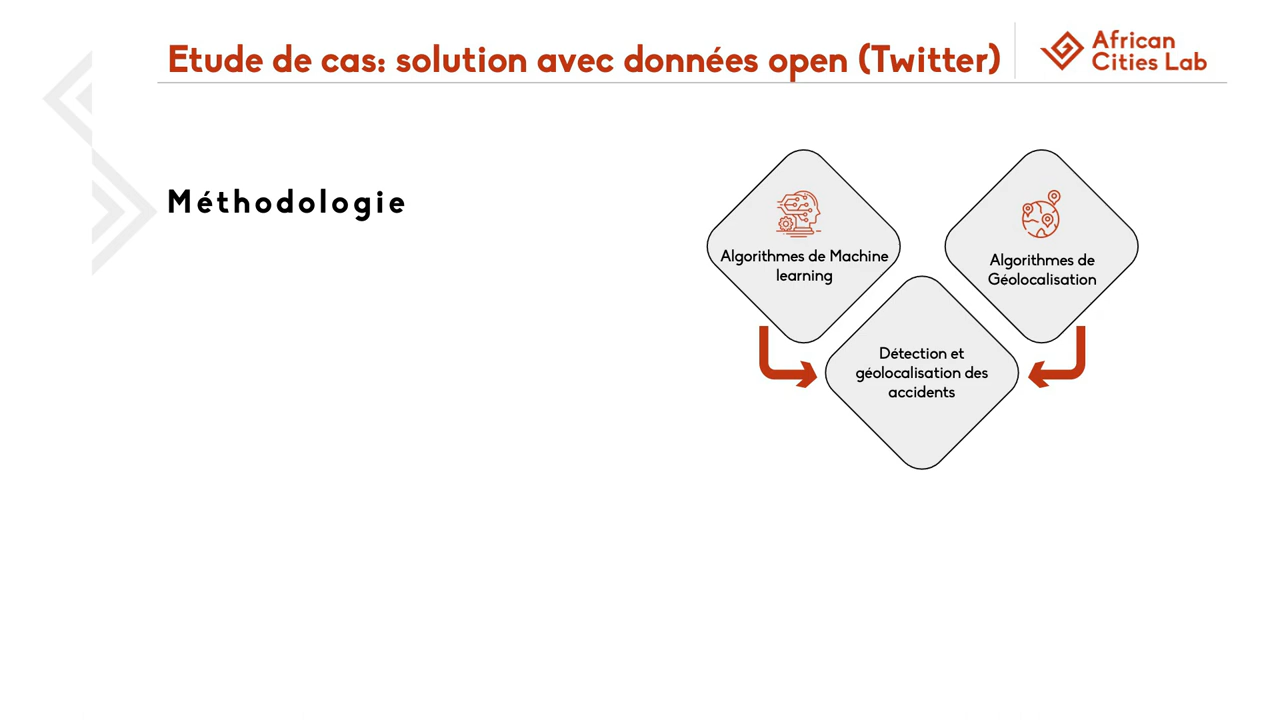 Etude de cas: solution avec données open (Twitter)
African
Cities Lab
Méthodologie
Algorithmes de Machine
learning
Algorithmes de
Géolocalisation
Détection et
géolocalisation des
accidents